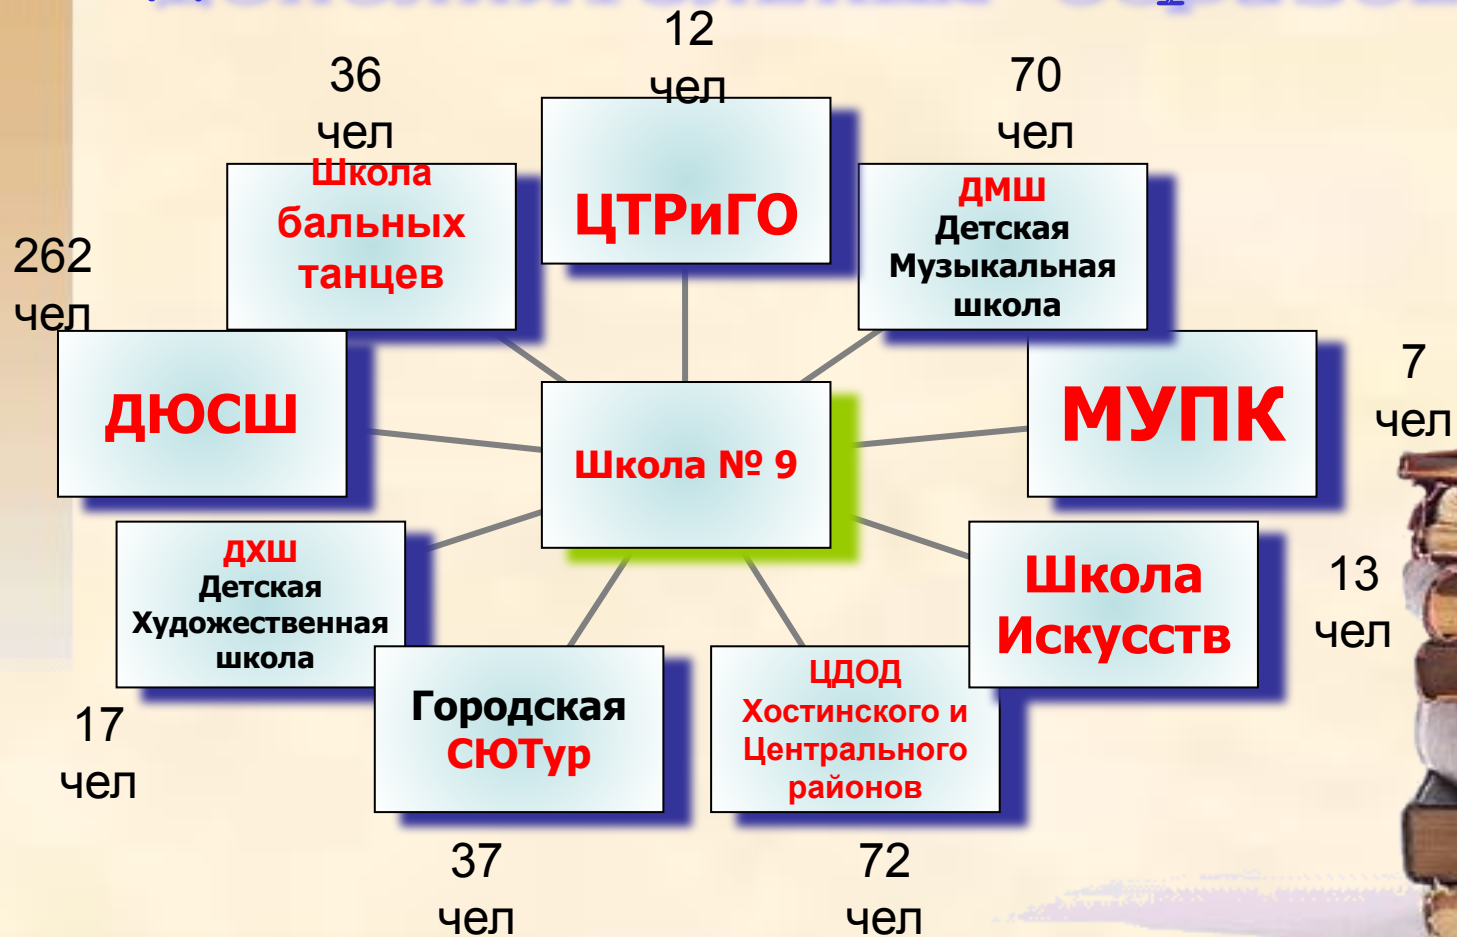 12
чел
36
чел
70
чел
ЦТРиГО
Школа
бальных
танцев
ДМШ
Детская
Музыкальная
школа
262
чел
ДЮСШ
МУПК
7
чел
Школа № 9
ДХШ
Детская
Художественная
школа
Школа
Искусств
13
чел
17
чел
Городская
СЮТур
ЦДОД
Хостинского и
Центрального
районов
37
чел
72
чел